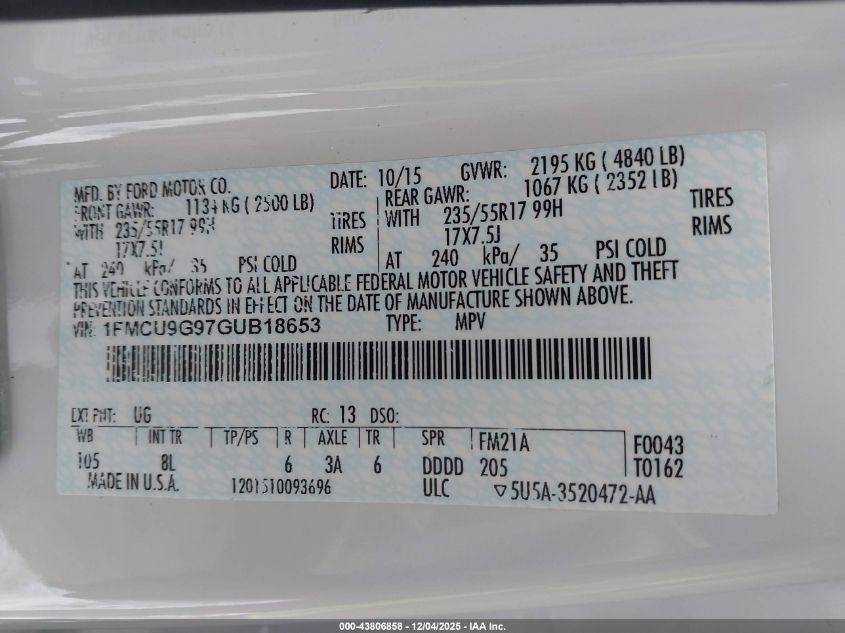 MFD. BY FORD MOTOR CO. DATE: 10/15 GVWR: 2195 KG ( 4840 LB)
FRONT GAWR: 1134 KG ( 2500 LB) REAR GAWR: 1067 KG ( 2352 LB)
WITH 235/55R17 99H TIRES WITH 235/55R17 99H TIRES
17X7.5J RIMS 17X7.5J RIMS
AT 240 kPa/ 35 PSI COLD AT 240 kPa/ 35 PSI COLD
THIS VEHICLE CONFORMS TO ALL APPLICABLE FEDERAL MOTOR VEHICLE SAFETY AND THEFT
PREVENTION STANDARDS IN EFFECT ON THE DATE OF MANUFACTURE SHOWN ABOVE.
VIN: 1FMCU9G97GUB18653 TYPE: MPV
EXT PNT: UG RC: 13 DSO:
WB INT TR TP/PS R AXLE TR SPR FM21A F0043
105 8L 6 3A 6 DDDD 205 T0162
MADE IN U.S.A. 1201510093696 ULC ▽5U5A-3520472-AA
000-43806858 - 12/04/2025 - IAA Inc.